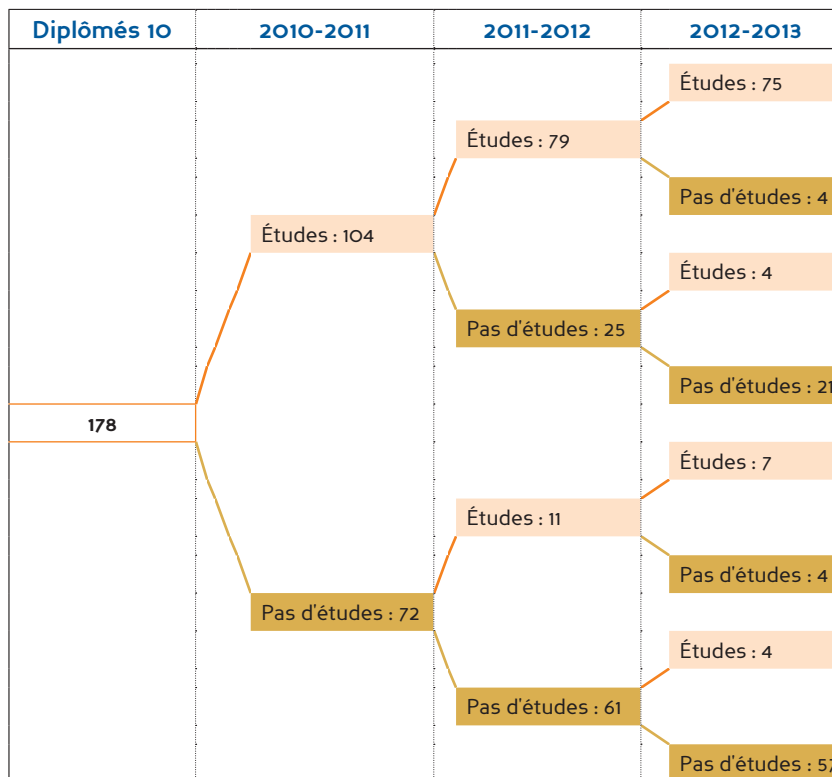 Diplômés 10 2010-2011 2011-2012 2012-2013
Études : 75
Études : 79
Pas d'études : 4
Études : 104
Études : 4
Pas d'études : 25
Pas d'études : 21
178
Études : 7
Études : 11
Pas d'études : 4
Pas d'études : 72
Études : 4
Pas d'études : 61
Pas d'études : 57